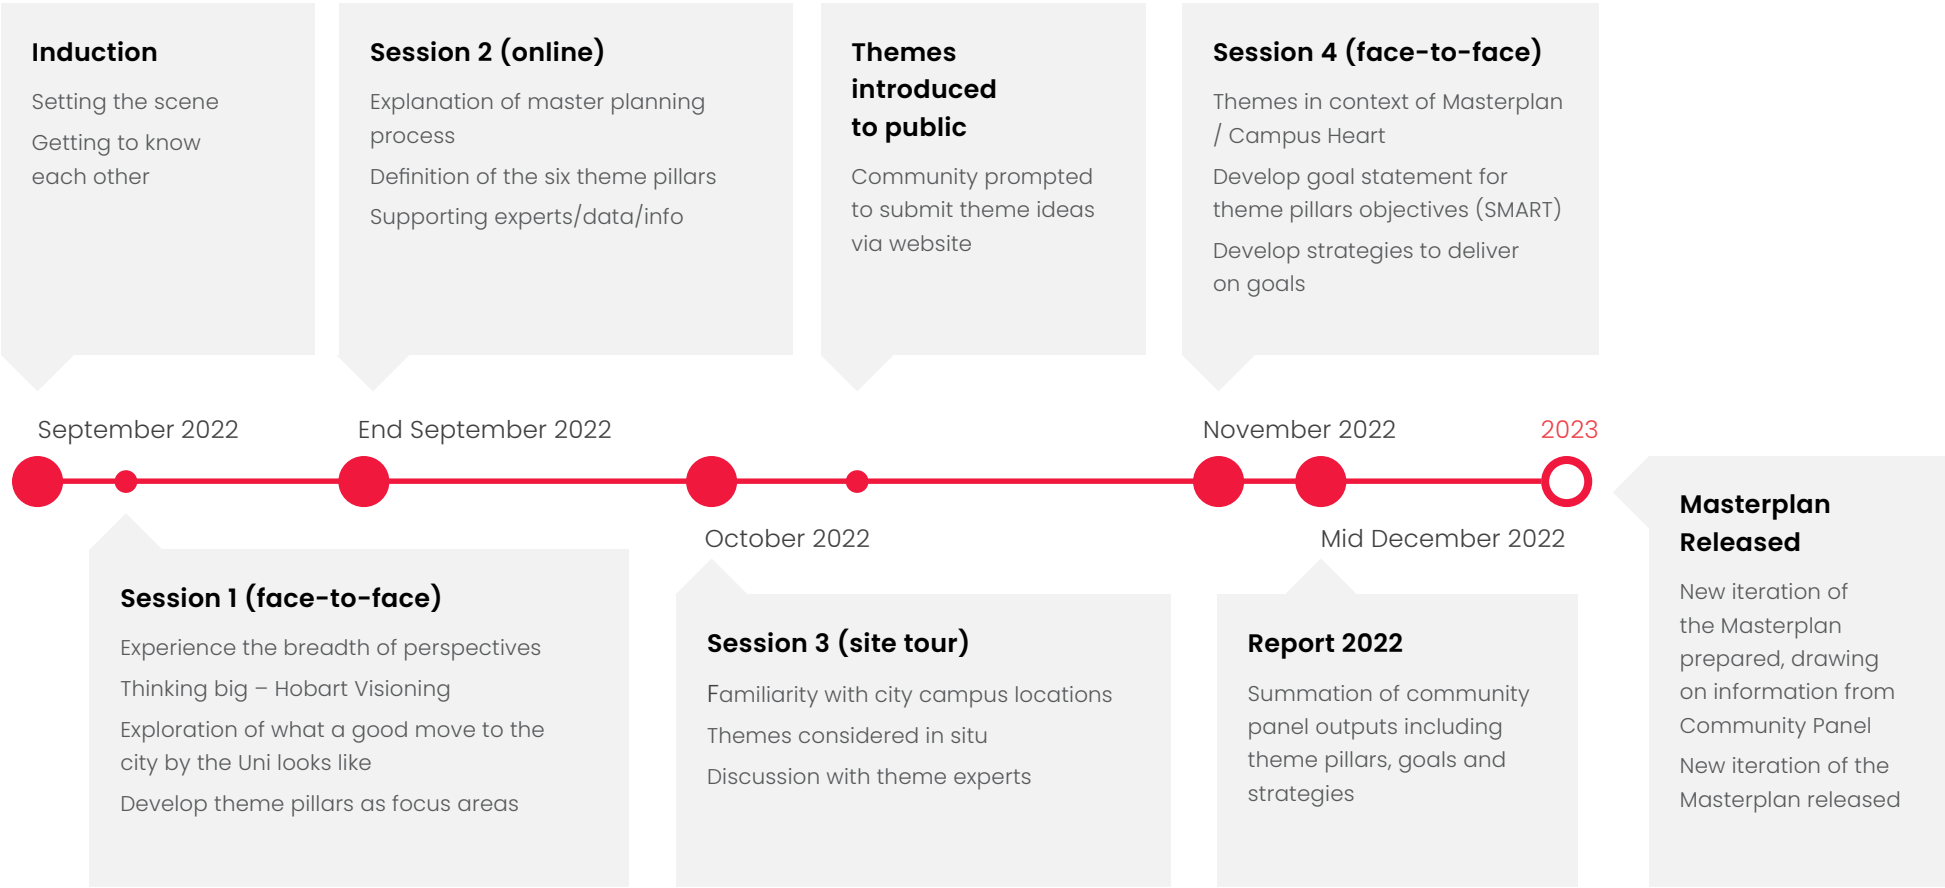 Induction
Setting the scene
Getting to know
each other
Session 2 (online)
Explanation of master planning
process
Definition of the six theme pillars
Supporting experts/data/info
Themes
introduced
to public
Community prompted
to submit theme ideas
via website
Session 4 (face-to-face)
Themes in context of Masterplan
/ Campus Heart
Develop goal statement for
theme pillars objectives (SMART)
Develop strategies to deliver
on goals
September 2022
End September 2022
November 2022
2023
October 2022
Mid December 2022
Session 1 (face-to-face)
Experience the breadth of perspectives
Thinking big – Hobart Visioning
Exploration of what a good move to the
city by the Uni looks like
Develop theme pillars as focus areas
Session 3 (site tour)
Familiarity with city campus locations
Themes considered in situ
Discussion with theme experts
Report 2022
Summation of community
panel outputs including
theme pillars, goals and
strategies
Masterplan
Released
New iteration of
the Masterplan
prepared, drawing
on information from
Community Panel
New iteration of the
Masterplan released